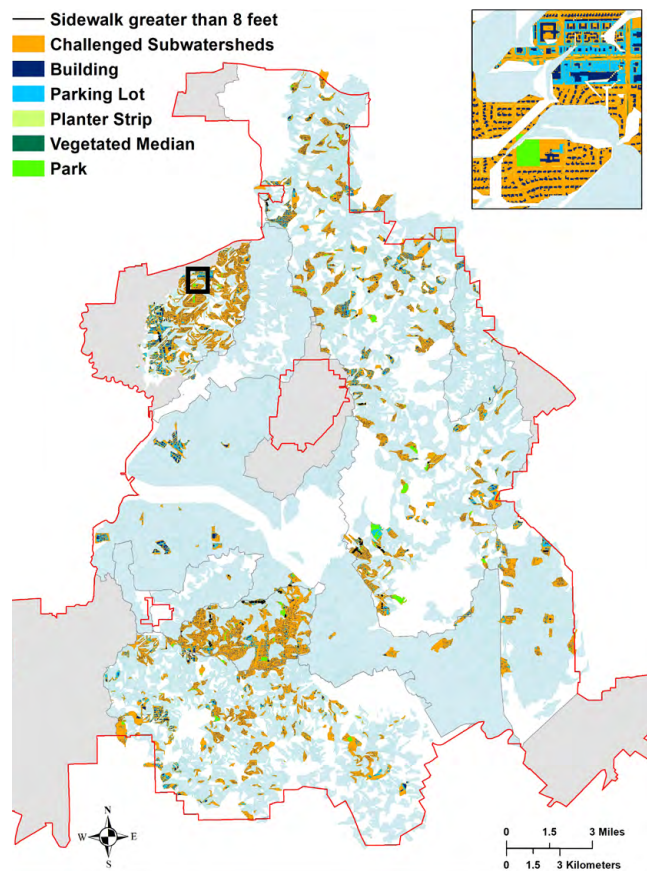 Sidewalk greater than 8 feet
Challenged Subwatersheds
Building
Parking Lot
Planter Strip
Vegetated Median
Park
N
W E
S
0 1.5 3 Miles
0 1.5 3 Kilometers